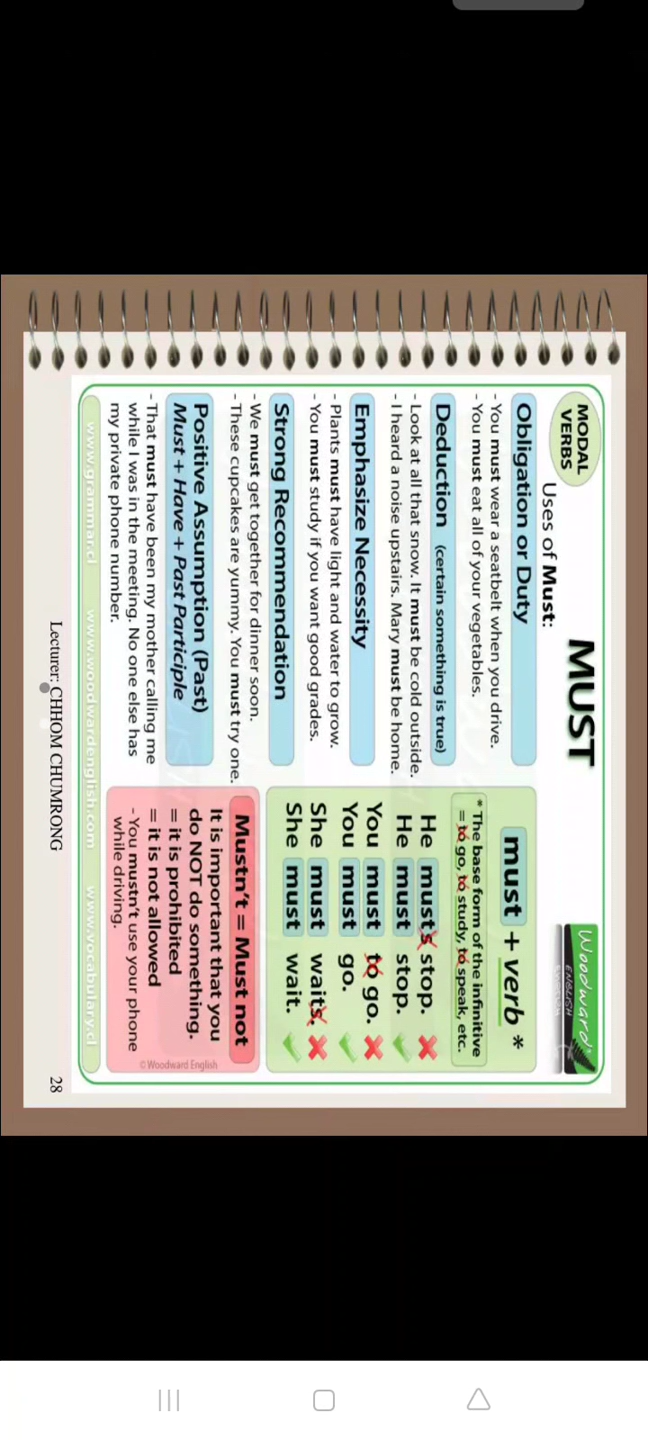 MODAL
VERBS
MUST
Woodward®
ENGLISH
Uses of Must:
Obligation or Duty
- You must wear a seatbelt when you drive.
- You must eat all of your vegetables.
Deduction (certain something is true)
- Look at all that snow. It must be cold outside.
- I heard a noise upstairs. Mary must be home.
Emphasize Necessity
- Plants must have light and water to grow.
- You must study if you want good grades.
Strong Recommendation
- We must get together for dinner soon.
- These cupcakes are yummy. You must try one.
Positive Assumption (Past)
Must + Have + Past Participle
- That must have been my mother calling me
while I was in the meeting. No one else has
my private phone number.
must + verb *
* The base form of the infinitive
= to go, to study, to speak, etc.
He musts stop.
He must stop.
You must to go.
You must go.
She must waits.
She must wait.
Mustn't = Must not
It is important that you
do NOT do something.
= it is prohibited
= it is not allowed
- You mustn't use your phone
while driving.
© Woodward English
www.grammar.cl www.woodwardenglish.com www.vocabulary.cl
Lecturer: CHHOM CHUMRONG 28